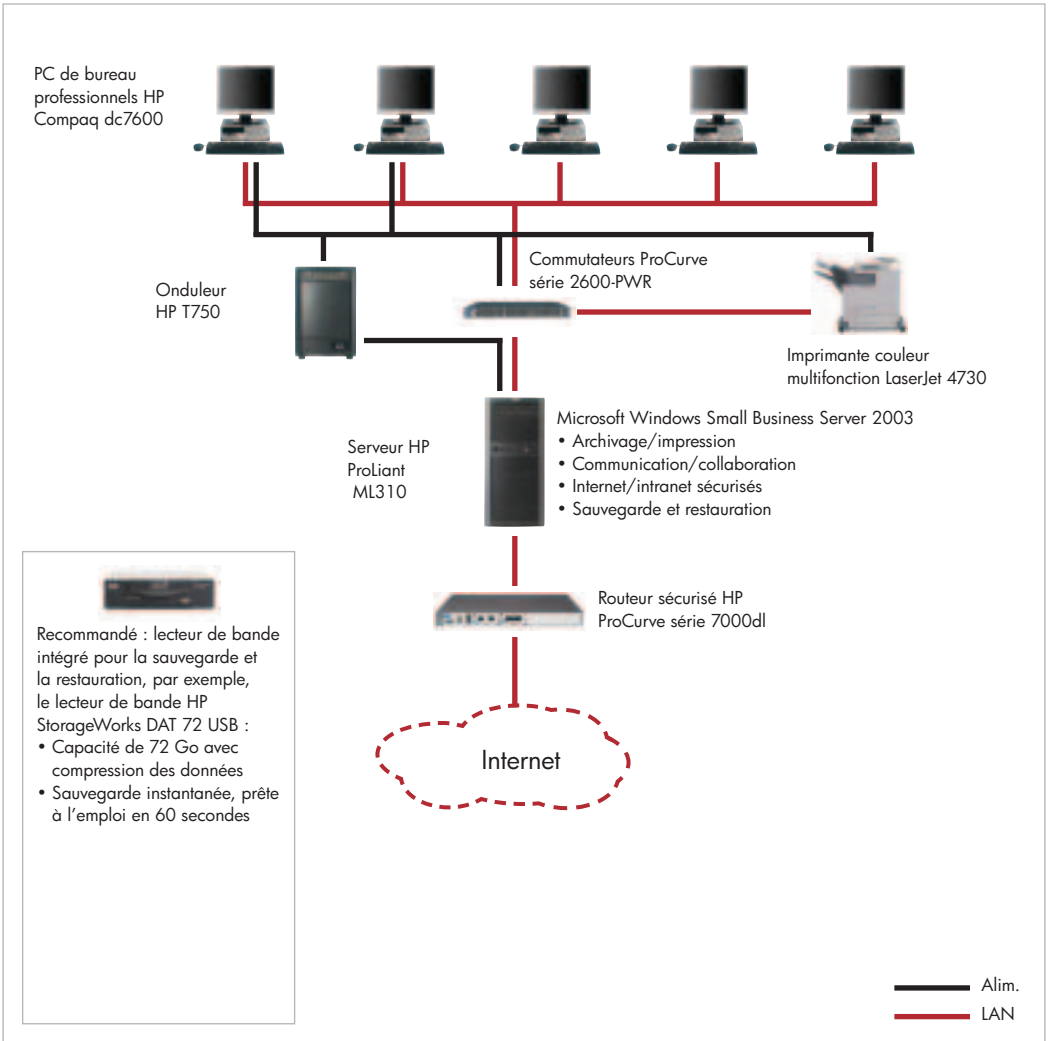 PC de bureau
professionnels HP
Compaq dc7600
Commutateurs ProCurve
série 2600-PWR
Onduleur
HP T750
Imprimante couleur
multifonction LaserJet 4730
Microsoft Windows Small Business Server 2003
• Archivage/impression
• Communication/collaboration
• Internet/intranet sécurisés
• Sauvegarde et restauration
Serveur HP
ProLiant
ML310
Routeur sécurisé HP
ProCurve série 7000dl
Recommandé : lecteur de bande
intégré pour la sauvegarde et
la restauration, par exemple,
le lecteur de bande HP
StorageWorks DAT 72 USB :
• Capacité de 72 Go avec
compression des données
• Sauvegarde instantanée, prête
à l’emploi en 60 secondes
Internet
Alim.
LAN